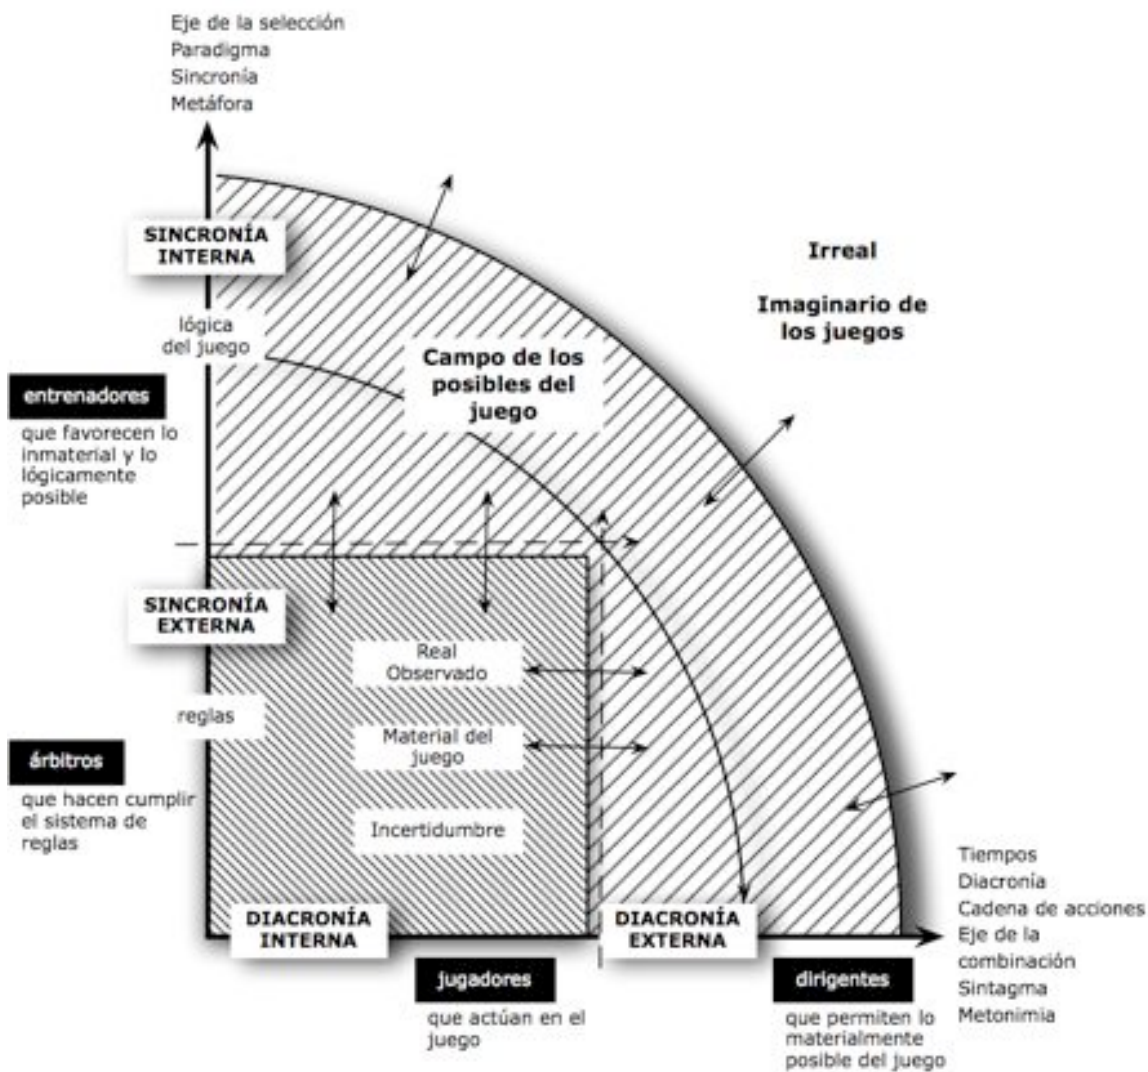 Eje de la selección
Paradigma
Sincronía
Metáfora
SINCRONÍA
INTERNA
Irreal
Imaginario de
los juegos
lógica
del juego
Campo de los
posibles del
juego
entrenadores
que favorecen lo
inmaterial y lo
lógicamente
posible
SINCRONÍA
EXTERNA
Real
Observado
reglas
Material del
juego
árbitros
que hacen cumplir
el sistema de
reglas
Incertidumbre
Tiempos
Diacronía
Cadena de acciones
Eje de la
combinación
Sintagma
Metonimia
DIACRONÍA
INTERNA
DIACRONÍA
EXTERNA
jugadores
que actúan en el
juego
dirigentes
que permiten lo
materialmente
posible del juego